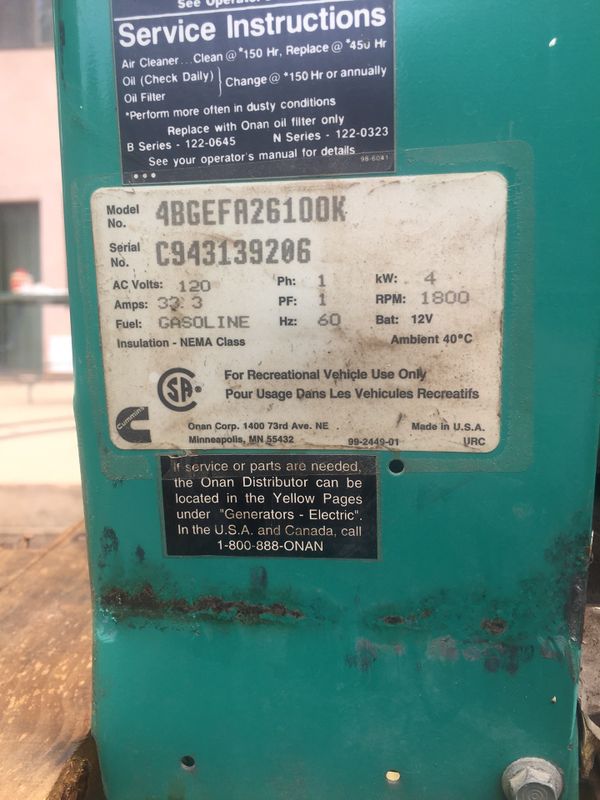 See Operator
Service Instructions
Air Cleaner...Clean @ *150 Hr, Replace @ *450 Hr
Oil (Check Daily)
Oil Filter
Change @ *150 Hr or annually
*Perform more often in dusty conditions
Replace with Onan oil filter only
B Series - 122-0645 N Series - 122-0323
See your operator's manual for details
98-6041
Model No. 4BGEFA26100K
Serial No. C943139206
AC Volts: 120 Ph: 1 kW: 4
Amps: 33.3 PF: 1 RPM: 1800
Fuel: GASOLINE Hz: 60 Bat: 12V
Insulation - NEMA Class Ambient 40°C
SA®
For Recreational Vehicle Use Only
Pour Usage Dans Les Vehicules Recreatifs
Cummins
Onan Corp. 1400 73rd Ave. NE Made in U.S.A.
Minneapolis, MN 55432 99-2449-01 URC
If service or parts are needed,
the Onan Distributor can be
located in the Yellow Pages
under "Generators - Electric".
In the U.S.A. and Canada, call
1-800-888-ONAN